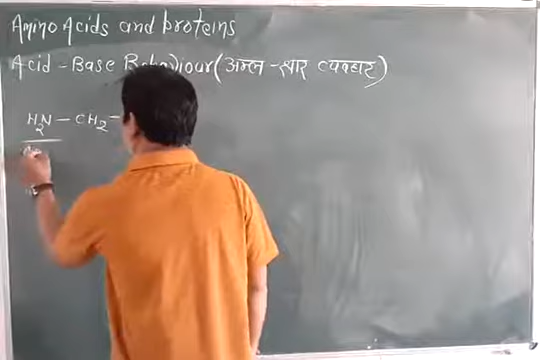 Amino Acids and proteins
Acid - Base Behaviour (अम्ल - क्षार व्यवहार)
H2N - CH2 -